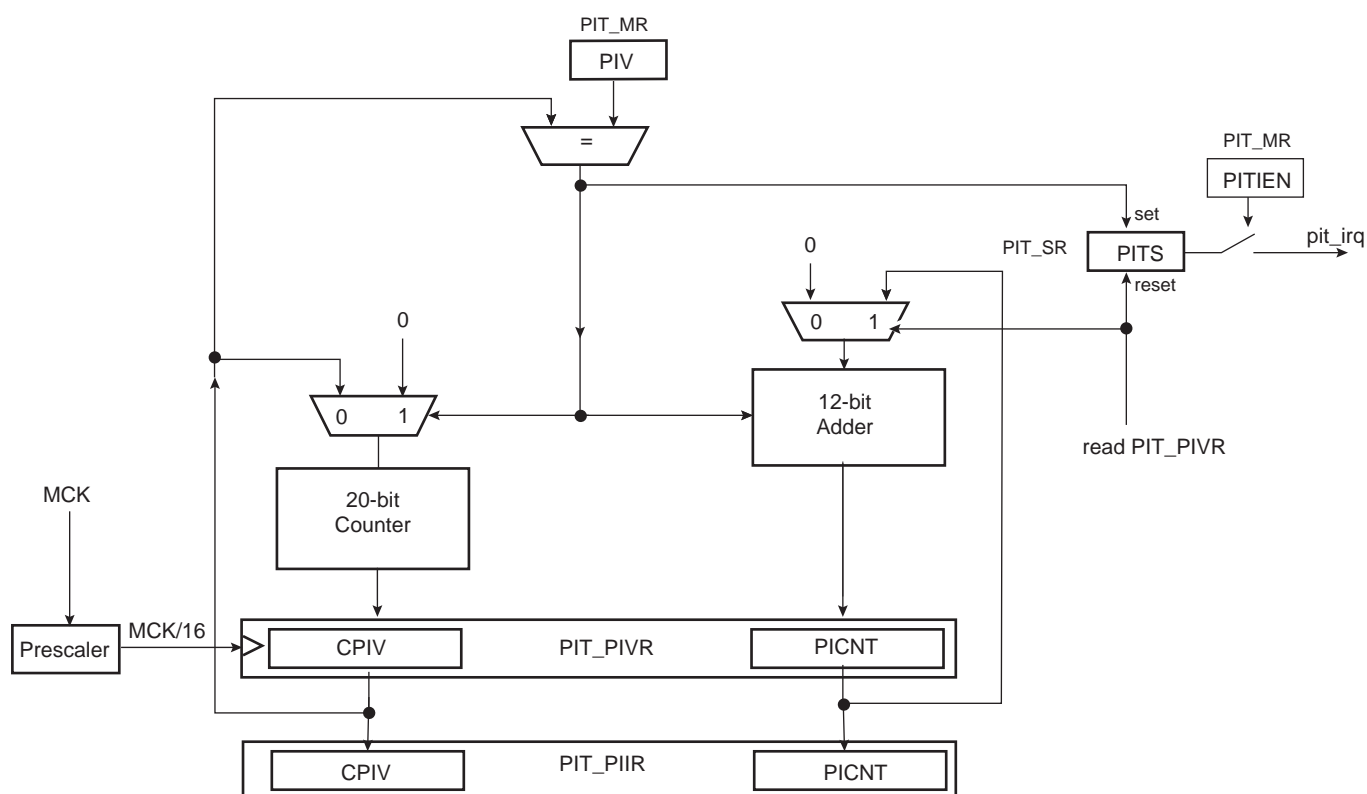 PIT_MR
PIV
=
PIT_MR
PITIEN
set
0
PIT_SR
PITS
pit_irq
reset
0
0 1
0
0 1
12-bit
Adder
read PIT_PIVR
MCK
20-bit
Counter
MCK/16
Prescaler
CPIV
PIT_PIVR
PICNT
CPIV
PIT_PIIR
PICNT